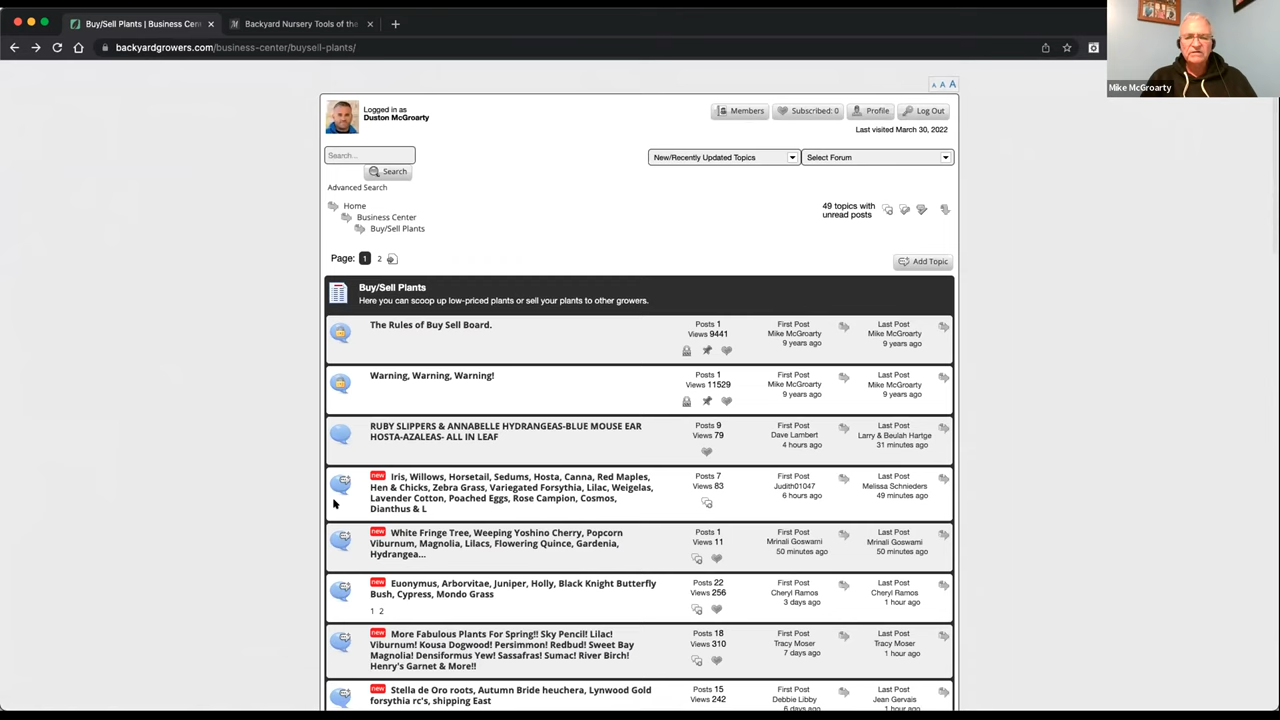 Buy/Sell Plants | Business Cen
Backyard Nursery Tools of the
backyardgrowers.com/business-center/buysell-plants/
Mike McGroarty
Logged in as
Duston McGroarty
Members
Subscribed: 0
Profile
Log Out
Last visited March 30, 2022
Search...
Search
Advanced Search
New/Recently Updated Topics
Select Forum
Home
Business Center
Buy/Sell Plants
49 topics with
unread posts
Page: 1 2
Add Topic
Buy/Sell Plants
Here you can scoop up low-priced plants or sell your plants to other growers.
The Rules of Buy Sell Board.
Posts 1
Views 9441
First Post
Mike McGroarty
9 years ago
Last Post
Mike McGroarty
9 years ago
Warning, Warning, Warning!
Posts 1
Views 11529
First Post
Mike McGroarty
9 years ago
Last Post
Mike McGroarty
9 years ago
RUBY SLIPPERS & ANNABELLE HYDRANGEAS-BLUE MOUSE EAR
HOSTA-AZALEAS- ALL IN LEAF
Posts 9
Views 79
First Post
Dave Lambert
4 hours ago
Last Post
Larry & Beulah Hartge
31 minutes ago
new Iris, Willows, Horsetail, Sedums, Hosta, Canna, Red Maples,
Hen & Chicks, Zebra Grass, Variegated Forsythia, Lilac, Weigelas,
Lavender Cotton, Poached Eggs, Rose Campion, Cosmos,
Dianthus & L
Posts 7
Views 83
First Post
Judith01047
6 hours ago
Last Post
Melissa Schnieders
49 minutes ago
new White Fringe Tree, Weeping Yoshino Cherry, Popcorn
Viburnum, Magnolia, Lilacs, Flowering Quince, Gardenia,
Hydrangea...
Posts 1
Views 11
First Post
Mrinali Goswami
50 minutes ago
Last Post
Mrinali Goswami
50 minutes ago
new Euonymus, Arborvitae, Juniper, Holly, Black Knight Butterfly
Bush, Cypress, Mondo Grass
1 2
Posts 22
Views 256
First Post
Cheryl Ramos
3 days ago
Last Post
Cheryl Ramos
1 hour ago
new More Fabulous Plants For Spring!! Sky Pencil! Lilac!
Viburnum! Kousa Dogwood! Persimmon! Redbud! Sweet Bay
Magnolia! Densiformus Yew! Sassafras! Sumac! River Birch!
Henry's Garnet & More!!
Posts 18
Views 310
First Post
Tracy Moser
7 days ago
Last Post
Tracy Moser
1 hour ago
new Stella de Oro roots, Autumn Bride heuchera, Lynwood Gold
forsythia rc's, shipping East
Posts 15
Views 242
First Post
Debbie Libby
6 days ago
Last Post
Jean Gervais
1 hour ago
A A A